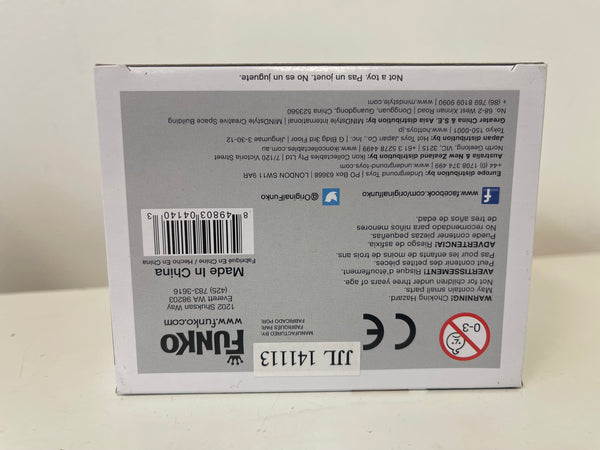 JJL 141113
FUNKO
www.funko.com
1202 Shuksan Way
Everett WA 98203
(425) 783-3616
Made In China
Fabriqué En Chine / Hecho En China
8 49803 04140 3
MANUFACTURED BY:
FABRIQUÉS PAR:
FABRICADO POR:
CE
0-3
WARNING: Choking Hazard.
May contain small parts.
Not for children under three years of age.
AVERTISSEMENT! Risque d'étouffement.
Peut contenir des petites pièces.
Pas pour les enfants de moins de trois ans.
¡ADVERTENCIA! Riesgo de asfixia.
Puede contener piezas pequeñas.
No recomendado para niños menores
de tres años de edad.
f www.facebook.com/originalfunko
@OriginalFunko
Europe by distribution: Underground Toys | PO Box 63668 | LONDON SW11 9AR
+44 (0) 1708 374 498 | www.underground-toys.com
Australia & New Zealand by distribution: Ikon Collectables Pty Ltd | 7/120 Victoria Street
Geelong North, VIC, 3215 | +61 3 5278 4499 | www.ikoncollectables.com.au
Japan by distribution: Hot Toys Japan Co., Inc. | G Bldg 3rd Floor | Jingumae 3-30-12
Tokyo 150-0001 | www.hottoys.jp
Greater China & S.E. Asia by distribution: MINDstyle International | MINDstyle Creative Space Building
No. 68-2 West Xinnan Road | Dongguan, Guangdong, China 523560
+ (86) 769 8109 9090 | www.mindstyle.com
Not a toy. Pas un jouet. No es un juguete.